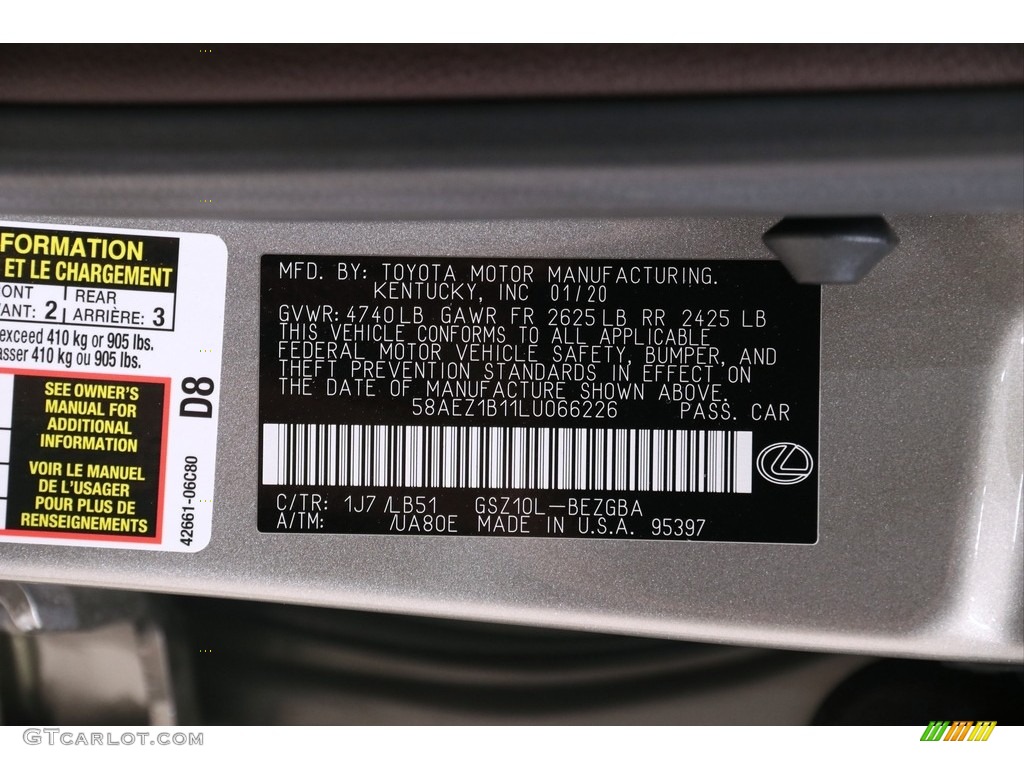 FORMATION
ET LE CHARGEMENT
ONT REAR
ANT: 2 ARRIÈRE: 3
exceed 410 kg or 905 lbs.
asser 410 kg ou 905 lbs.
SEE OWNER'S
MANUAL FOR
ADDITIONAL
INFORMATION
VOIR LE MANUEL
DE L'USAGER
POUR PLUS DE
RENSEIGNEMENTS
D8
42661-06C80
MFD. BY: TOYOTA MOTOR MANUFACTURING.
KENTUCKY, INC 01/20
GVWR: 4740LB GAWR FR 2625LB RR 2425 LB
THIS VEHICLE CONFORMS TO ALL APPLICABLE
FEDERAL MOTOR VEHICLE SAFETY, BUMPER, AND
THEFT PREVENTION STANDARDS IN EFFECT ON
THE DATE OF MANUFACTURE SHOWN ABOVE.
58AEZ1B11LU066226 PASS. CAR
C/TR: 1J7 /LB51 GSZ10L-BEZGBA
A/TM: /UA80E MADE IN U.S.A. 95397
GTCarlot.com